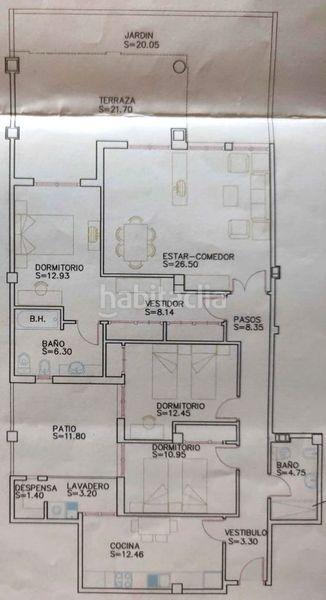 JARDIN
S=20.05
TERRAZA
S=21.70
ESTAR-COMEDOR
S=26.50
DORMITORIO
S=12.93
habitaclia
VESTIDOR
S=8.14
PASOS
S=8.35
B.H.
BAÑO
S=6.30
DORMITORIO
S=12.45
PATIO
S=11.80
DORMITORIO
S=10.95
BAÑO
S=4.75
DESPENSA
S=1.40
LAVADERO
S=3.20
VESTIBULO
S=3.30
COCINA
S=12.46